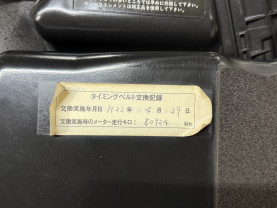 タイミングベルト交換記録
交換実施年月日 H22年 4月 29日
交換実施時のメーター走行キロ: 80924 km